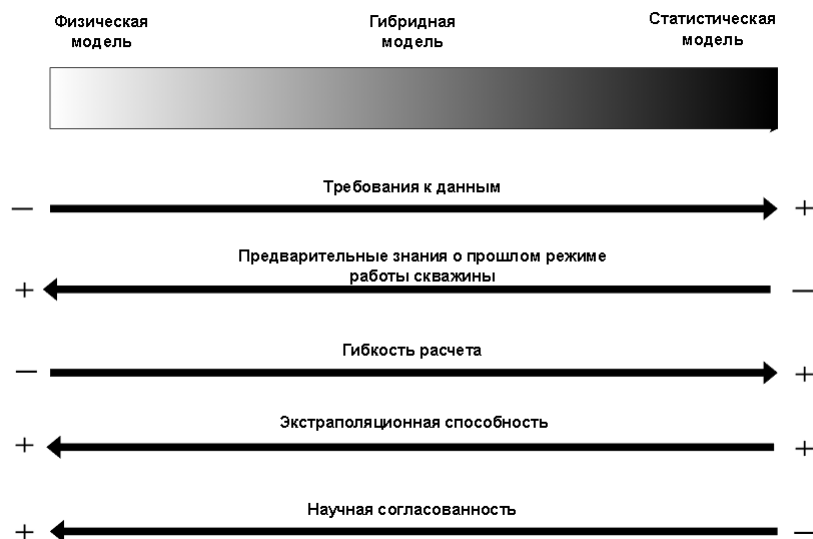 Физическая
модель
Гибридная
модель
Статистическая
модель
Требования к данным
— +
Предварительные знания о прошлом режиме
работы скважины
+ —
Гибкость расчета
— +
Экстраполяционная способность
+ +
Научная согласованность
+ —